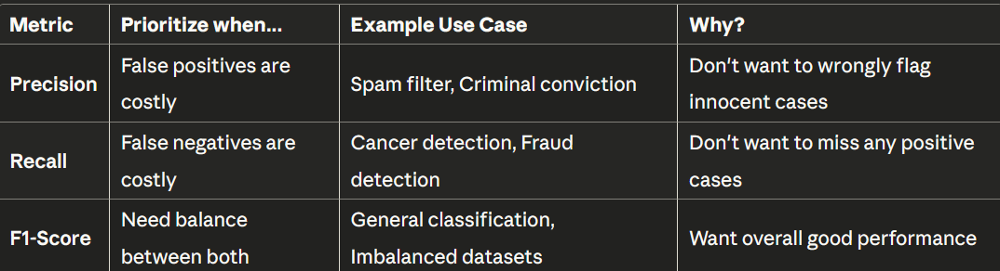 Metric Prioritize when... Example Use Case Why?
False positives are
costly
Precision
Spam filter, Criminal conviction
Don't want to wrongly flag
innocent cases
False negatives are
costly
Recall
Cancer detection, Fraud
detection
Don't want to miss any positive
cases
Need balance
between both
F1-Score
General classification,
Imbalanced datasets
Want overall good performance